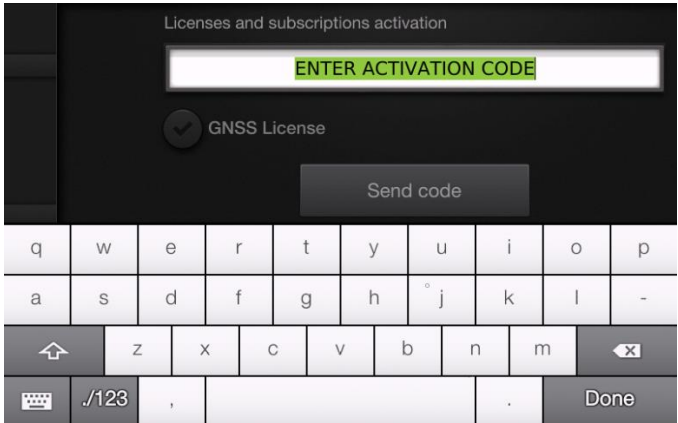 Licenses and subscriptions activation
ENTER ACTIVATION CODE
GNSS License
Send code
q w e r t y u i o p
a s d f g h j k l -
z x c v b n m
./123 , . Done